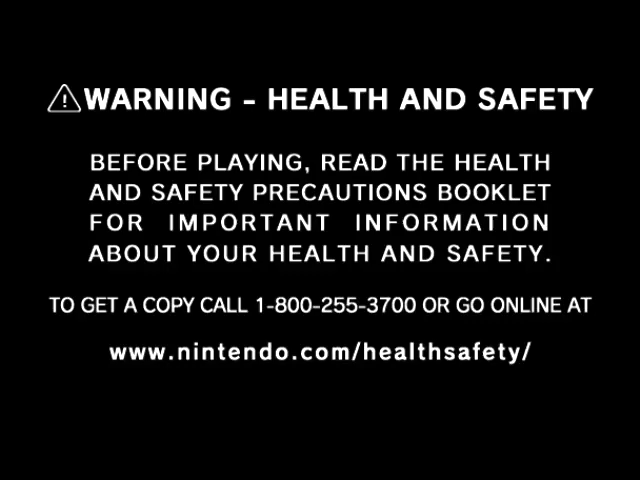 WARNING - HEALTH AND SAFETY
BEFORE PLAYING, READ THE HEALTH
AND SAFETY PRECAUTIONS BOOKLET
FOR IMPORTANT INFORMATION
ABOUT YOUR HEALTH AND SAFETY.
TO GET A COPY CALL 1-800-255-3700 OR GO ONLINE AT
www.nintendo.com/healthsafety/